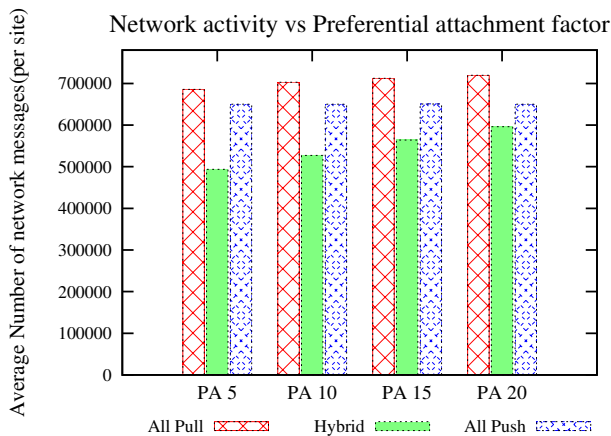 Network activity vs Preferential attachment factor
Average Number of network messages(per site)
700000
600000
500000
400000
300000
200000
100000
0
PA 5 PA 10 PA 15 PA 20
All Pull Hybrid All Push